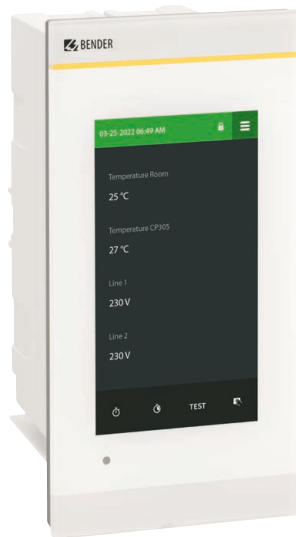 BENDER
03-25-2022 06:49 AM
Temperature Room
25 °C
Temperature CP305
27 °C
Line 1
230 V
Line 2
230 V
TEST